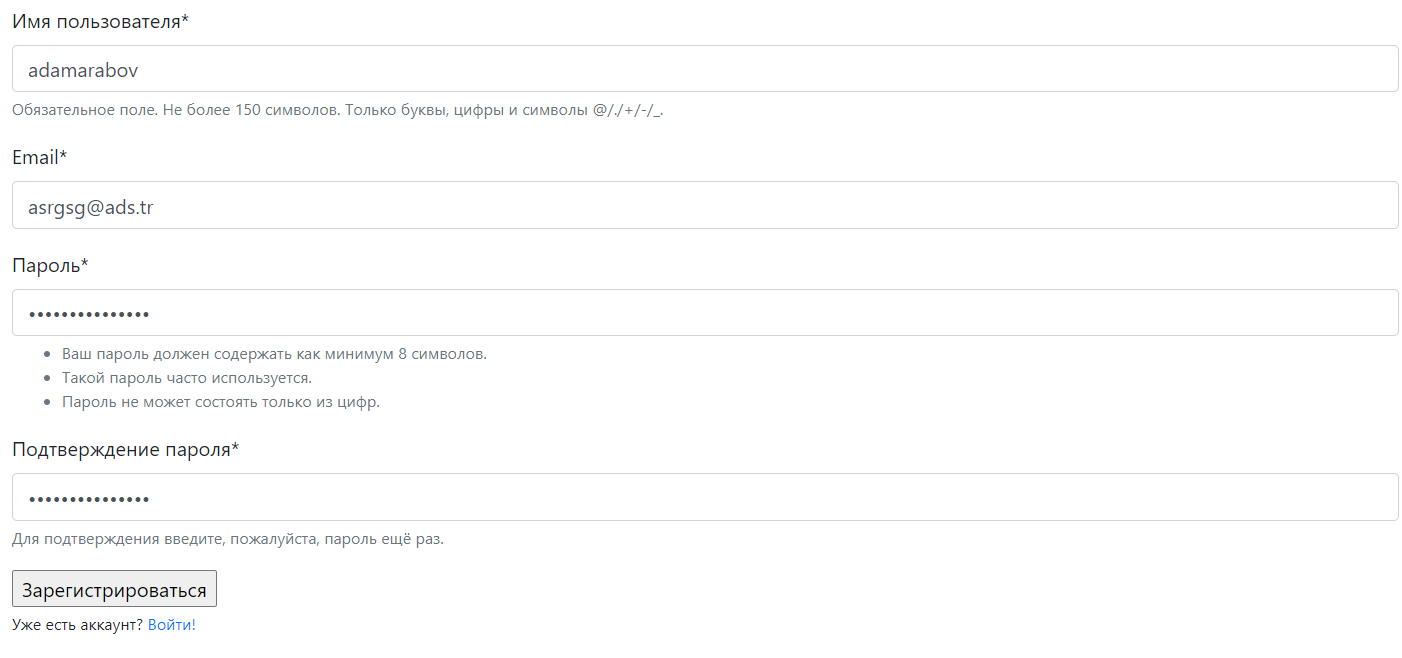 Имя пользователя*
adamarabov
Обязательное поле. Не более 150 символов. Только буквы, цифры и символы @/./+/-/_.
Email*
asrgsg@ads.tr
Пароль*
•••••••••••••••
• Ваш пароль должен содержать как минимум 8 символов.
• Такой пароль часто используется.
• Пароль не может состоять только из цифр.
Подтверждение пароля*
•••••••••••••••
Для подтверждения введите, пожалуйста, пароль ещё раз.
Зарегистрироваться
Уже есть аккаунт? Войти!